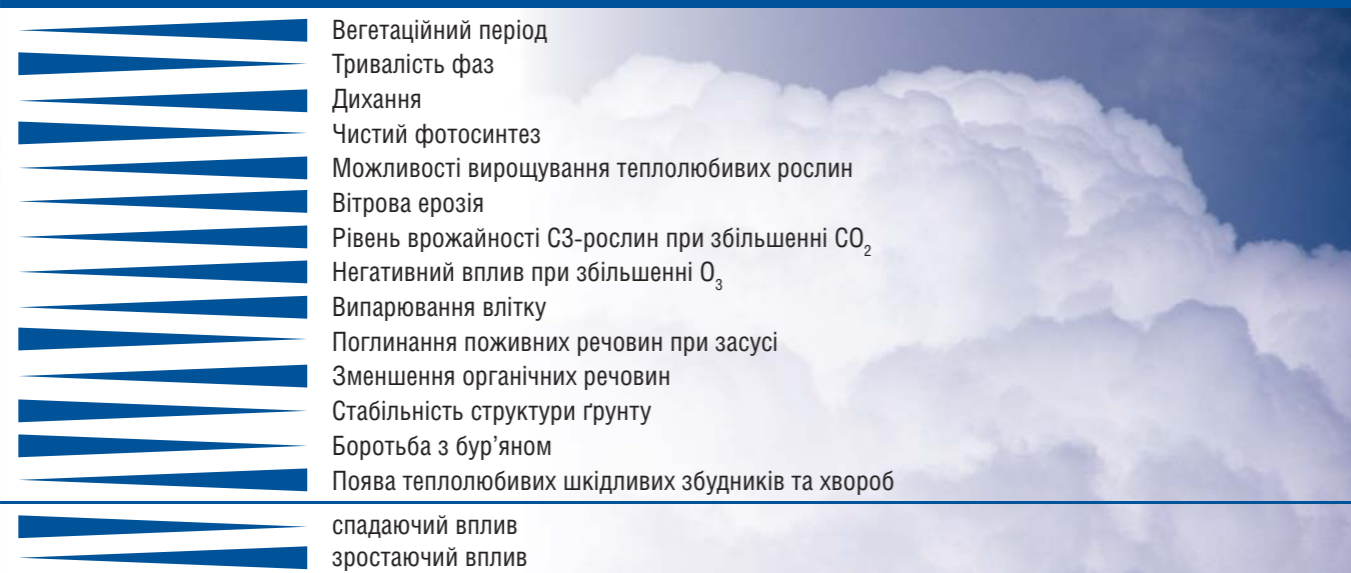 Вегетаційний період
Тривалість фаз
Дихання
Чистий фотосинтез
Можливості вирощування теплолюбивих рослин
Вітрова ерозія
Рівень врожайності С3-рослин при збільшенні CO₂
Негативний вплив при збільшенні O₃
Випарювання влітку
Поглинання поживних речовин при засусі
Зменшення органічних речовин
Стабільність структури ґрунту
Боротьба з бур’яном
Поява теплолюбивих шкідливих збудників та хвороб
спадаючий вплив
зростаючий вплив